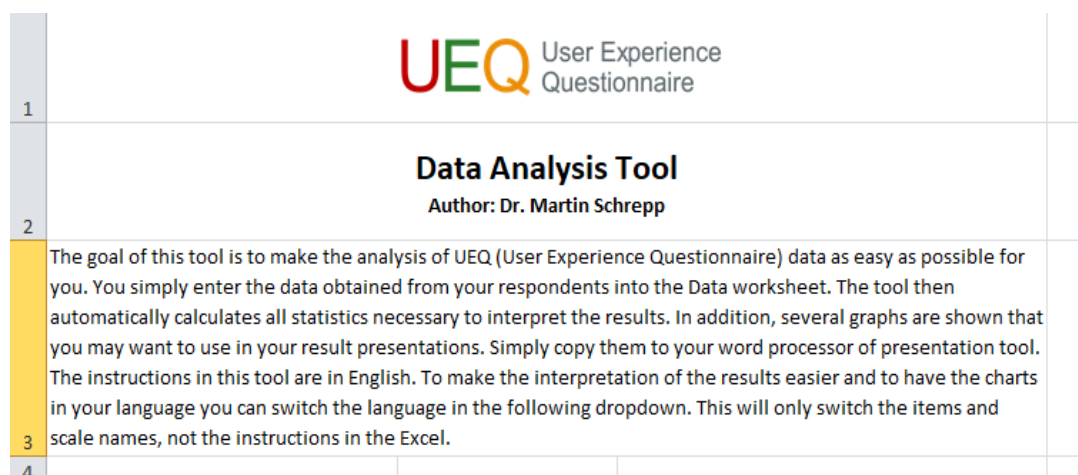 UEQ User Experience
Questionnaire
1
Data Analysis Tool
Author: Dr. Martin Schrepp
2
The goal of this tool is to make the analysis of UEQ (User Experience Questionnaire) data as easy as possible for
you. You simply enter the data obtained from your respondents into the Data worksheet. The tool then
automatically calculates all statistics necessary to interpret the results. In addition, several graphs are shown that
you may want to use in your result presentations. Simply copy them to your word processor of presentation tool.
The instructions in this tool are in English. To make the interpretation of the results easier and to have the charts
in your language you can switch the language in the following dropdown. This will only switch the items and
3 scale names, not the instructions in the Excel.
4